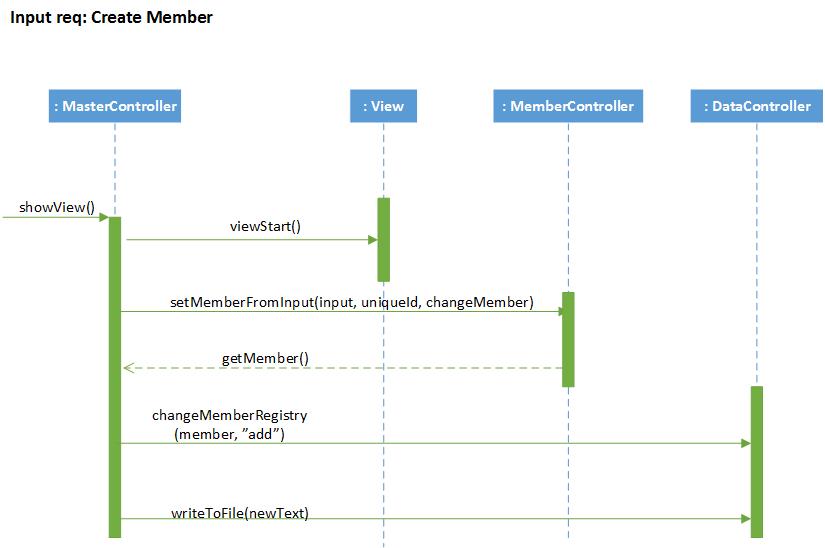 Input req: Create Member
: MasterController
: View
: MemberController
: DataController
showView()
viewStart()
setMemberFromInput(input, uniqueId, changeMember)
getMember()
changeMemberRegistry
(member, ”add”)
writeToFile(newText)